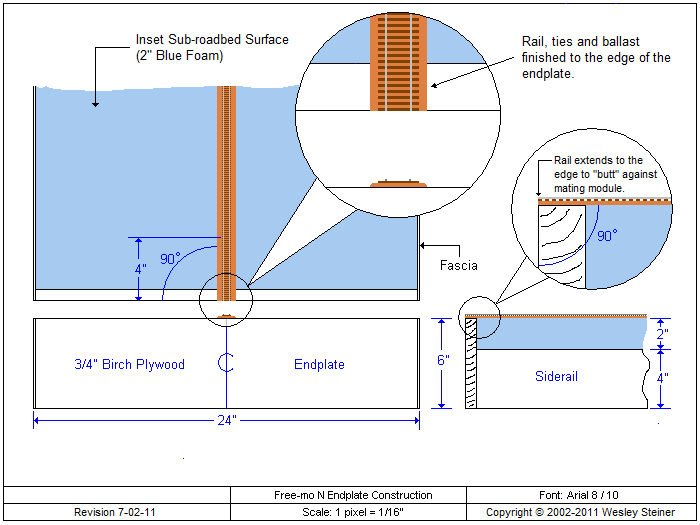 Inset Sub-roadbed Surface
(2" Blue Foam)
Rail, ties and ballast
finished to the edge of the
endplate.
Rail extends to the
edge to "butt" against
mating module.
90°
4"
90°
Fascia
3/4" Birch Plywood
Endplate
6"
Siderail
2"
4"
24"
Free-mo N Endplate Construction
Font: Arial 8 / 10
Revision 7-02-11
Scale: 1 pixel = 1/16"
Copyright © 2002-2011 Wesley Steiner